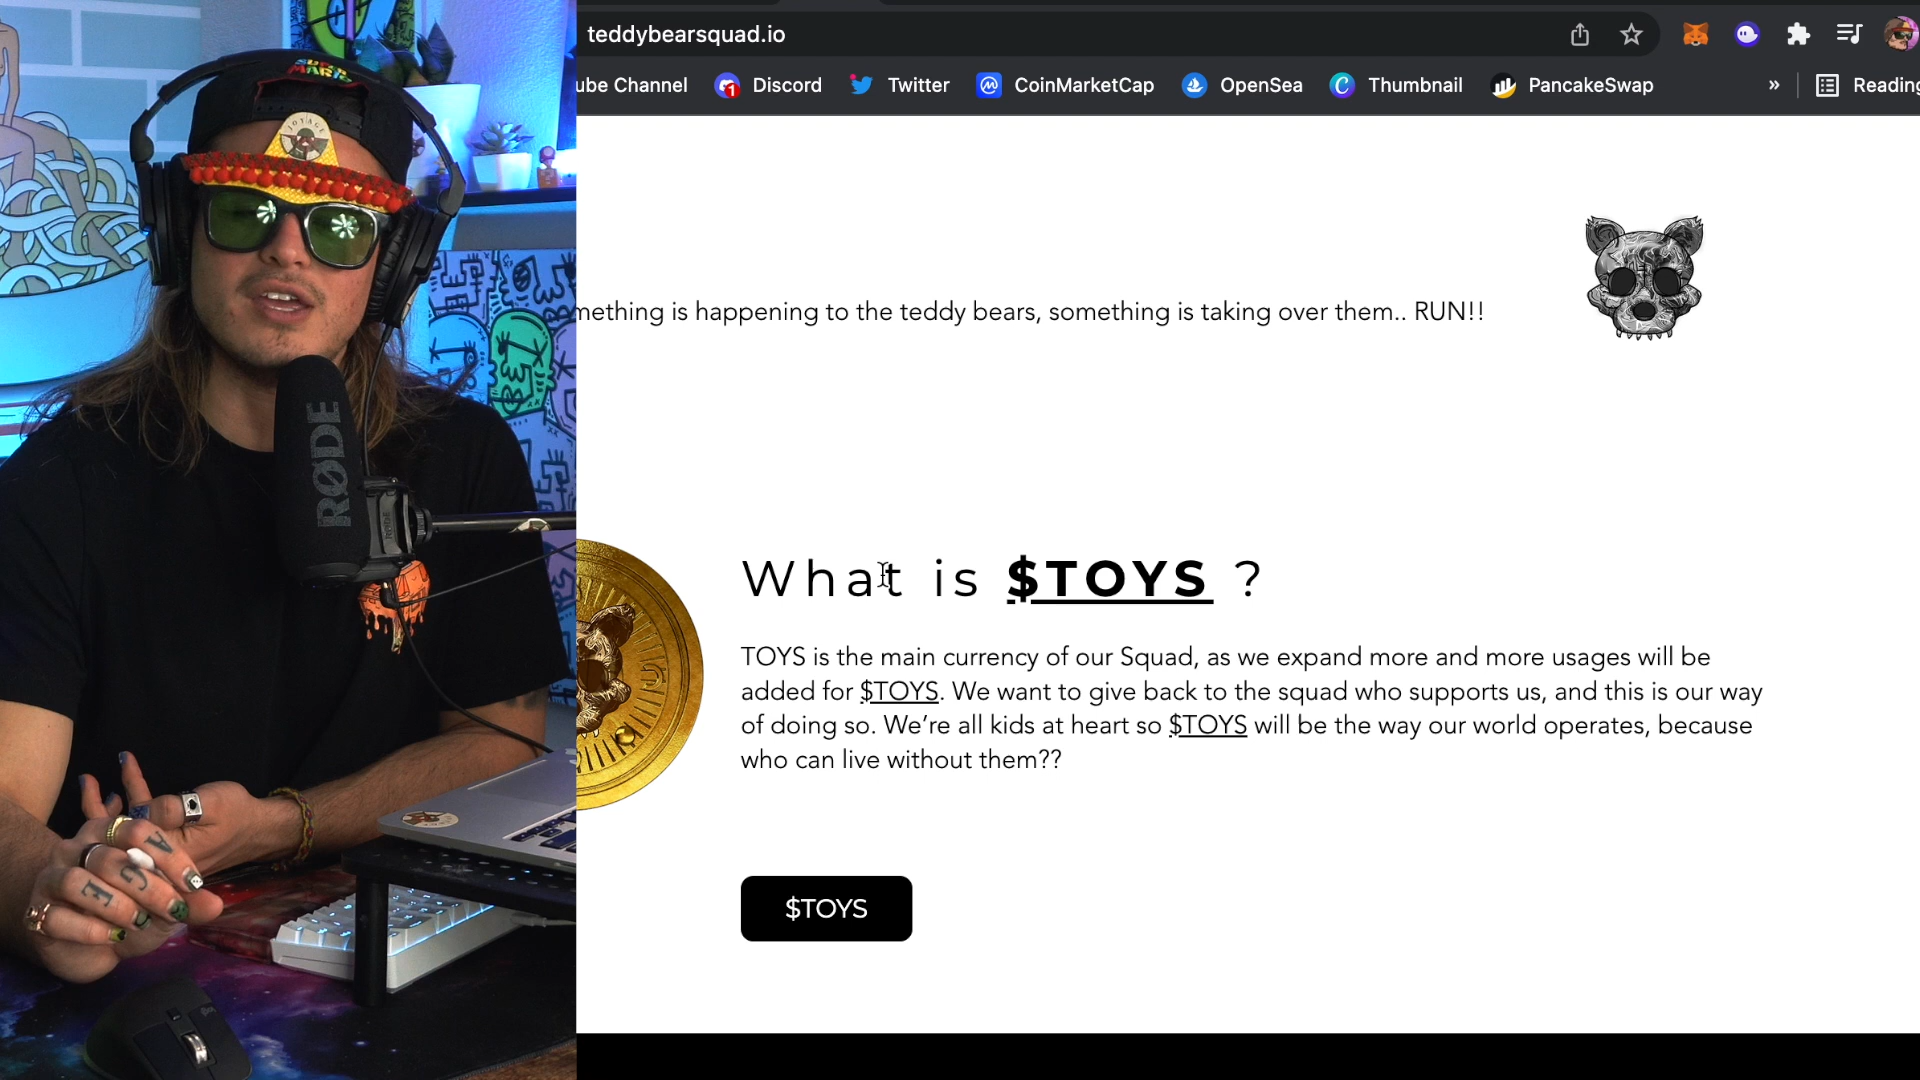 teddybearsquad.io
ube Channel Discord Twitter CoinMarketCap OpenSea Thumbnail PancakeSwap » Reading
SUPER MARIO
VOYAGE
mething is happening to the teddy bears, something is taking over them.. RUN!!
RØDE
What is $TOYS ?
TOYS is the main currency of our Squad, as we expand more and more usages will be
added for $TOYS. We want to give back to the squad who supports us, and this is our way
of doing so. We’re all kids at heart so $TOYS will be the way our world operates, because
who can live without them??
$TOYS
A
G
E